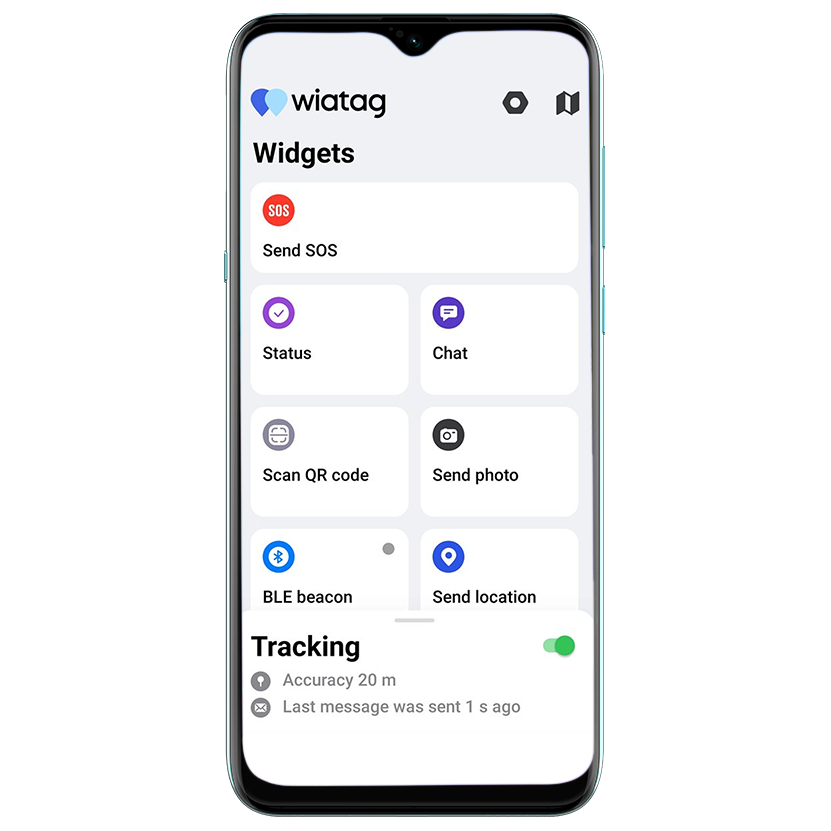 wiatag
Widgets
SOS
Send SOS
Status
Chat
Scan QR code
Send photo
BLE beacon
Send location
Tracking
Accuracy 20 m
Last message was sent 1 s ago